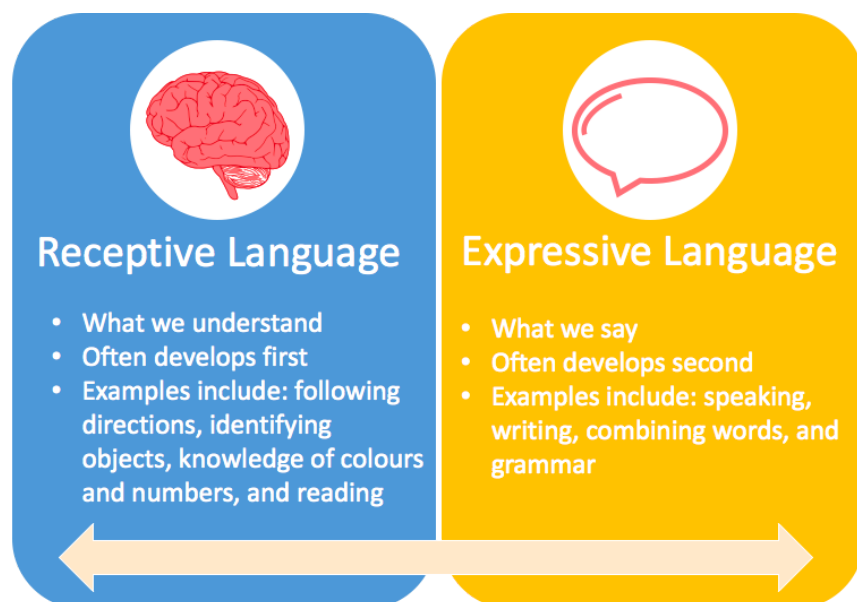 Receptive Language
• What we understand
• Often develops first
• Examples include: following
directions, identifying
objects, knowledge of colours
and numbers, and reading
Expressive Language
• What we say
• Often develops second
• Examples include: speaking,
writing, combining words, and
grammar